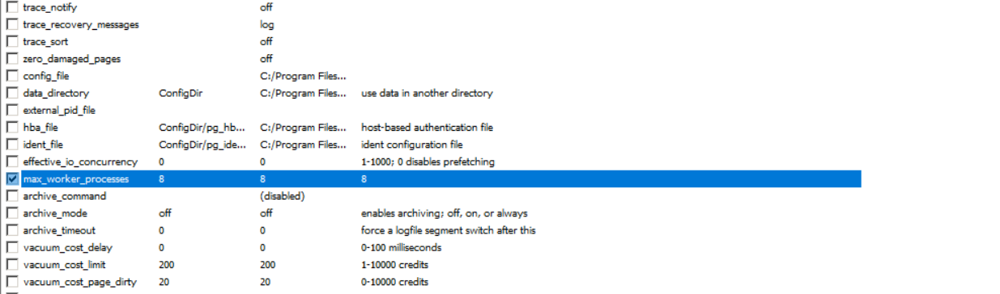 trace_notify off
trace_recovery_messages log
trace_sort off
zero_damaged_pages off
config_file C:/Program Files...
data_directory ConfigDir C:/Program Files... use data in another directory
external_pid_file
hba_file ConfigDir/pg_hb... C:/Program Files... host-based authentication file
ident_file ConfigDir/pg_ide... C:/Program Files... ident configuration file
effective_io_concurrency 0 0 1-1000; 0 disables prefetching
max_worker_processes 8 8 8
archive_command (disabled)
archive_mode off off enables archiving; off, on, or always
archive_timeout 0 0 force a logfile segment switch after this
vacuum_cost_delay 0 0 0-100 milliseconds
vacuum_cost_limit 200 200 1-10000 credits
vacuum_cost_page_dirty 20 20 0-10000 credits